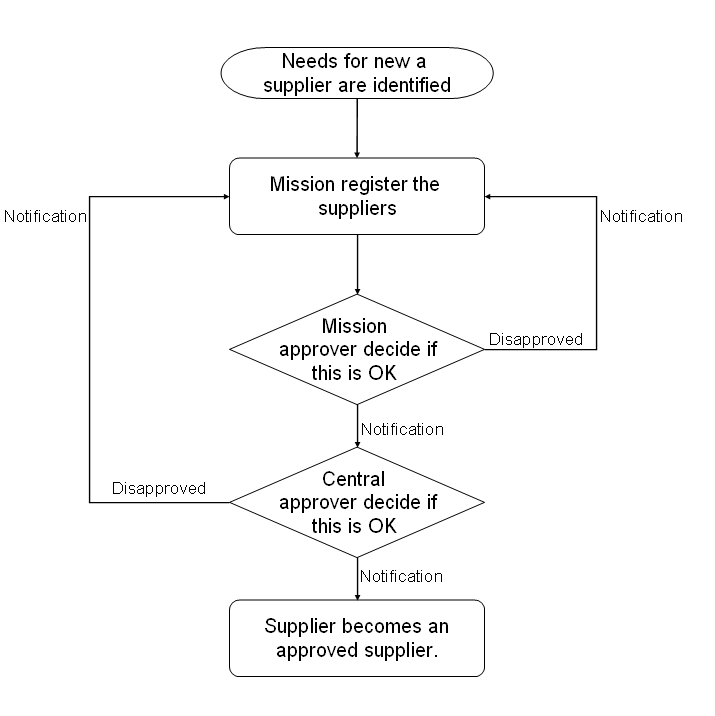 Needs for new a
supplier are identified
Mission register the
suppliers
Notification
Notification
Mission
approver decide if
this is OK
Disapproved
Notification
Central
approver decide if
this is OK
Disapproved
Notification
Supplier becomes an
approved supplier.